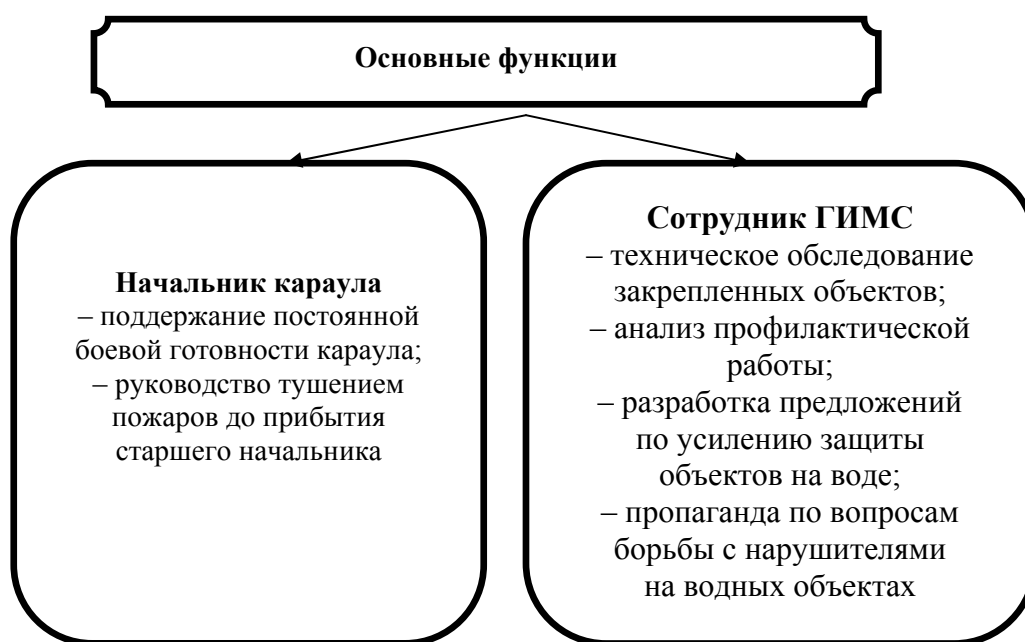 Основные функции
Начальник караула
– поддержание постоянной
боевой готовности караула;
– руководство тушением
пожаров до прибытия
старшего начальника
Сотрудник ГИМС
– техническое обследование
закрепленных объектов;
– анализ профилактической
работы;
– разработка предложений
по усилению защиты
объектов на воде;
– пропаганда по вопросам
борьбы с нарушителями
на водных объектах